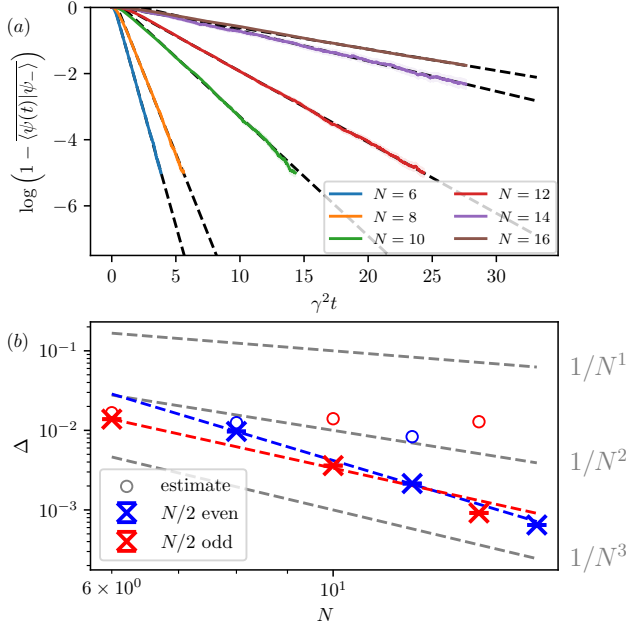 (a)
log (1 − ⟨ψ(t)|ψ₋⟩)
0
−2
−4
−6
N = 6
N = 8
N = 10
N = 12
N = 14
N = 16
0 5 10 15 20 25 30
γ²t
(b)
Δ
10⁻¹
10⁻²
10⁻³
1/N¹
1/N²
1/N³
estimate
N/2 even
N/2 odd
6 × 10⁰ 10¹
N